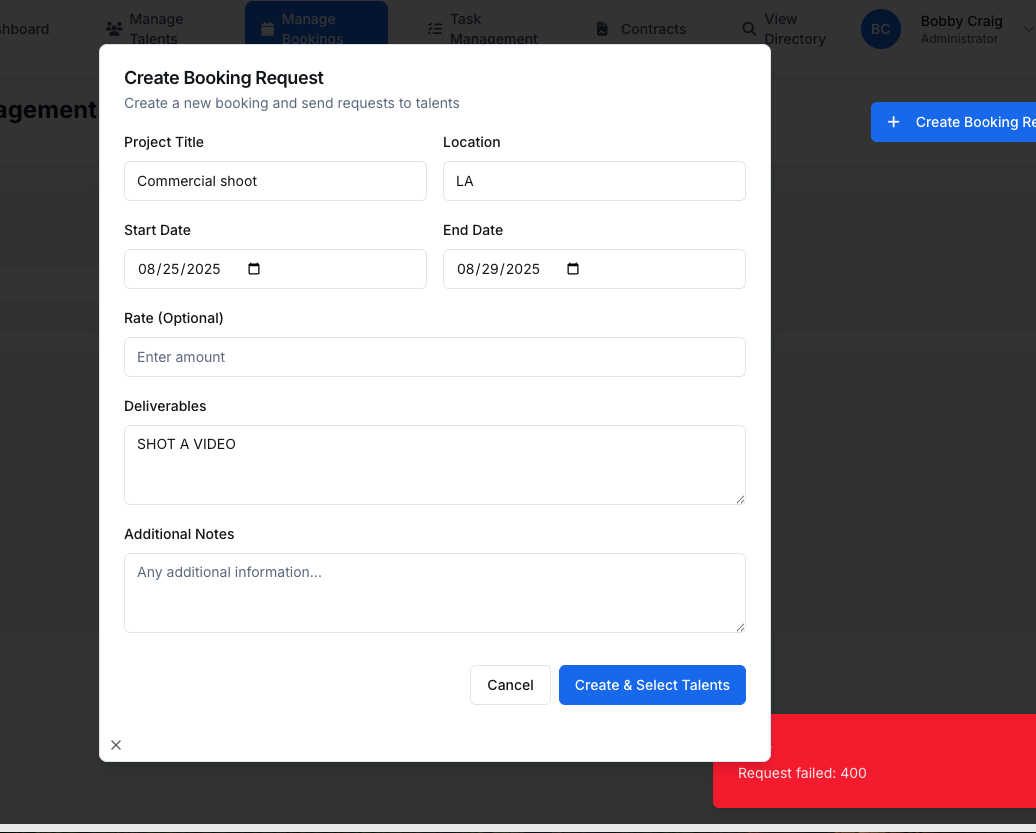 Manage
Talents
Manage
Bookings
Task
Management
Contracts
View
Directory
BC
Bobby Craig
Administrator
Create Booking Request
Create a new booking and send requests to talents
Project Title
Location
Commercial shoot
LA
Start Date
End Date
08/25/2025
08/29/2025
Rate (Optional)
Enter amount
Deliverables
SHOT A VIDEO
Additional Notes
Any additional information...
Cancel
Create & Select Talents
+ Create Booking Re
Request failed: 400